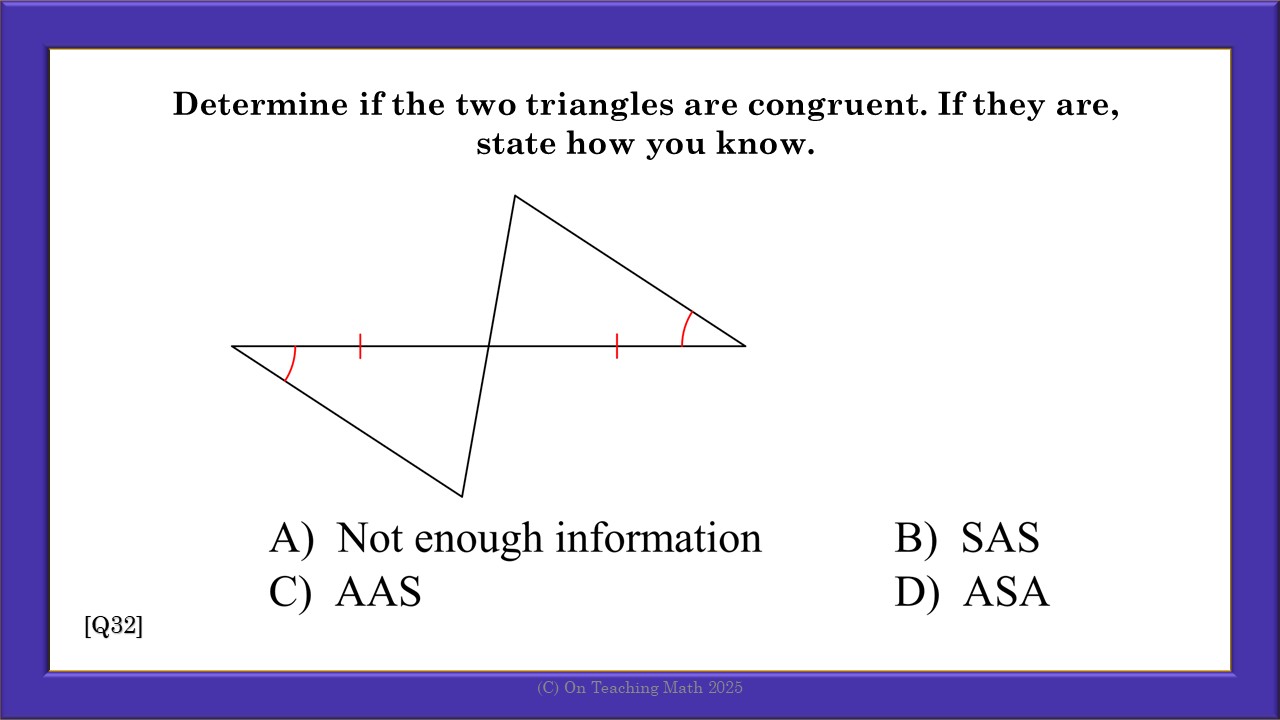 Determine if the two triangles are congruent. If they are,
state how you know.
A) Not enough information B) SAS
C) AAS D) ASA
[Q32]
(C) On Teaching Math 2025